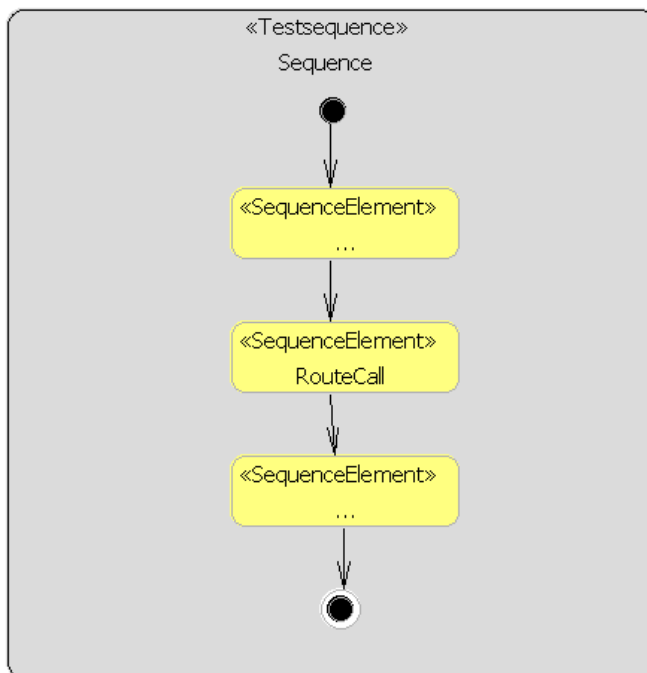 «Testsequence»
Sequence
«SequenceElement»
...
«SequenceElement»
RouteCall
«SequenceElement»
...